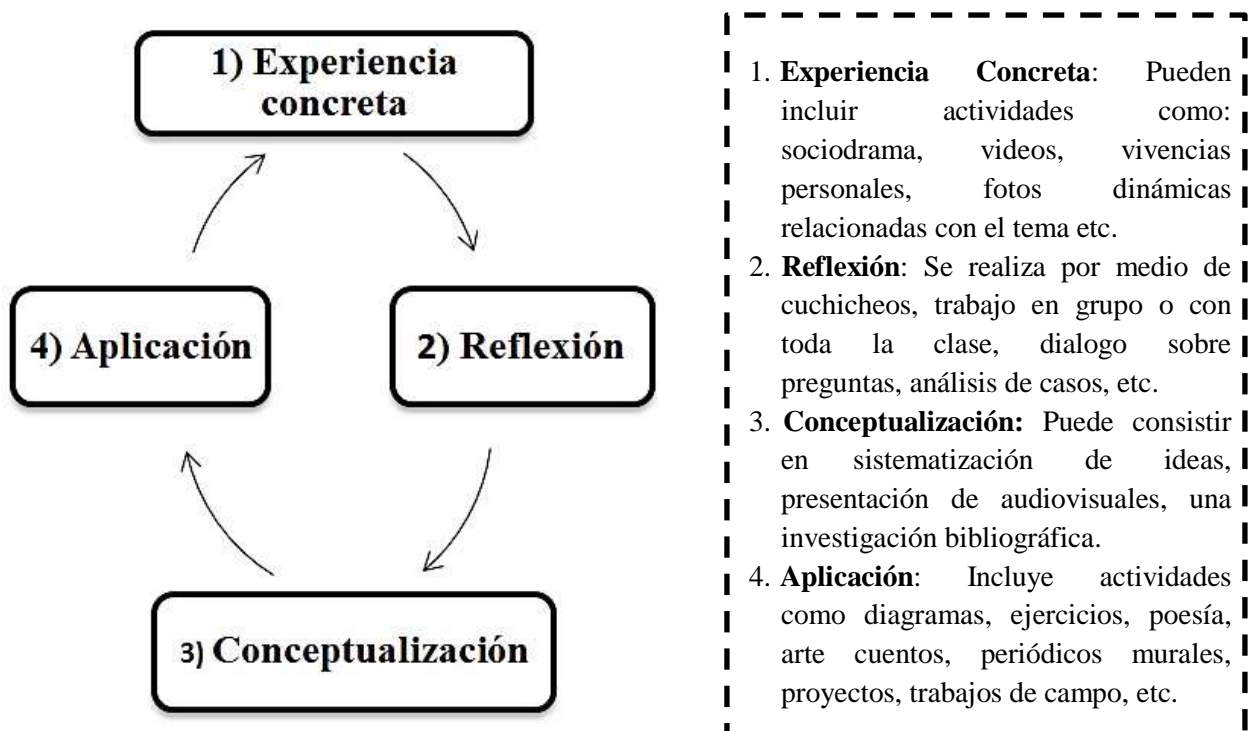 1) Experiencia
concreta
2) Reflexión
3) Conceptualización
4) Aplicación
1. Experiencia Concreta: Pueden
incluir actividades como:
sociodrama, videos, vivencias
personales, fotos dinámicas
relacionadas con el tema etc.
2. Reflexión: Se realiza por medio de
cuchicheos, trabajo en grupo o con
toda la clase, dialogo sobre
preguntas, análisis de casos, etc.
3. Conceptualización: Puede consistir
en sistematización de ideas,
presentación de audiovisuales, una
investigación bibliográfica.
4. Aplicación: Incluye actividades
como diagramas, ejercicios, poesía,
arte cuentos, periódicos murales,
proyectos, trabajos de campo, etc.